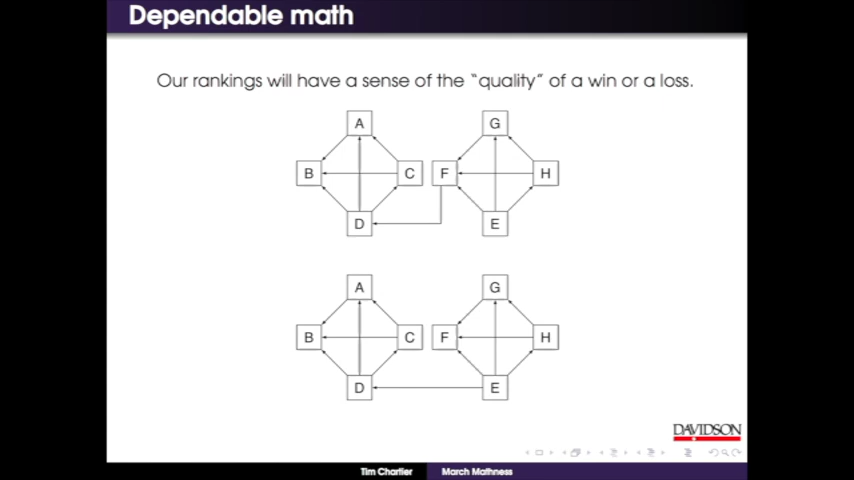 Dependable math
Our rankings will have a sense of the “quality” of a win or a loss.
A G
B C F H
D E
A G
B C F H
D E
DAVIDSON
Tim Chartier March Mathness